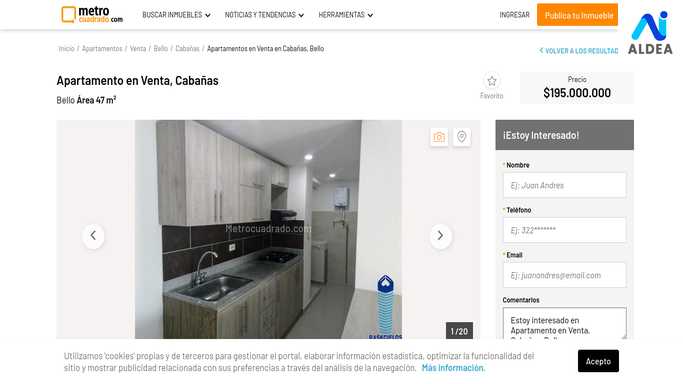 metro
cuadrado.com
BUSCAR INMUEBLES
NOTICIAS Y TENDENCIAS
HERRAMIENTAS
INGRESAR
Publica tu Inmueble
AI
ALDEA
Inicio / Apartamentos / Venta / Bello / Cabañas / Apartamentos en Venta en Cabañas, Bello
VOLVER A LOS RESULTAD
Apartamento en Venta, Cabañas
Bello Área 47 m²
Favorito
Precio
$195.000.000
Metrocuadrado.com
1 / 20
¡Estoy Interesado!
* Nombre
Ej: Juan Andres
* Teléfono
Ej: 322*******
* Email
Ej: juanandres@email.com
Comentarios
Estoy interesado en
Apartamento en Venta,
Utilizamos 'cookies' propias y de terceros para gestionar el portal, elaborar información estadística, optimizar la funcionalidad del
sitio y mostrar publicidad relacionada con sus preferencias a través del análisis de la navegación. Más información.
Acepto